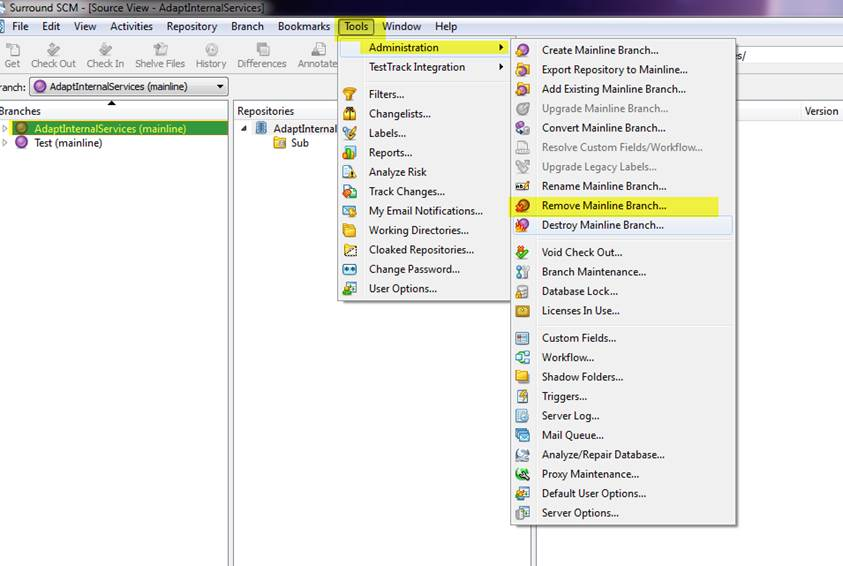 Surround SCM - [Source View - AdaptInternalServices]
File Edit View Activities Repository Branch Bookmarks Tools Window Help
Get Check Out Check In Shelve Files History Differences Annotate
ranch: AdaptInternalServices (mainline)
Branches
AdaptInternalServices (mainline)
Test (mainline)
Repositories
AdaptInternal
Sub
Administration
TestTrack Integration
Filters...
Changelists...
Labels...
Reports...
Analyze Risk
Track Changes...
My Email Notifications...
Working Directories...
Cloaked Repositories...
Change Password...
User Options...
Create Mainline Branch...
Export Repository to Mainline...
Add Existing Mainline Branch...
Upgrade Mainline Branch...
Convert Mainline Branch...
Resolve Custom Fields/Workflow...
Upgrade Legacy Labels...
Rename Mainline Branch...
Remove Mainline Branch...
Destroy Mainline Branch...
Void Check Out...
Branch Maintenance...
Database Lock...
Licenses In Use...
Custom Fields...
Workflow...
Shadow Folders...
Triggers...
Server Log...
Mail Queue...
Analyze/Repair Database...
Proxy Maintenance...
Default User Options...
Server Options...
Version